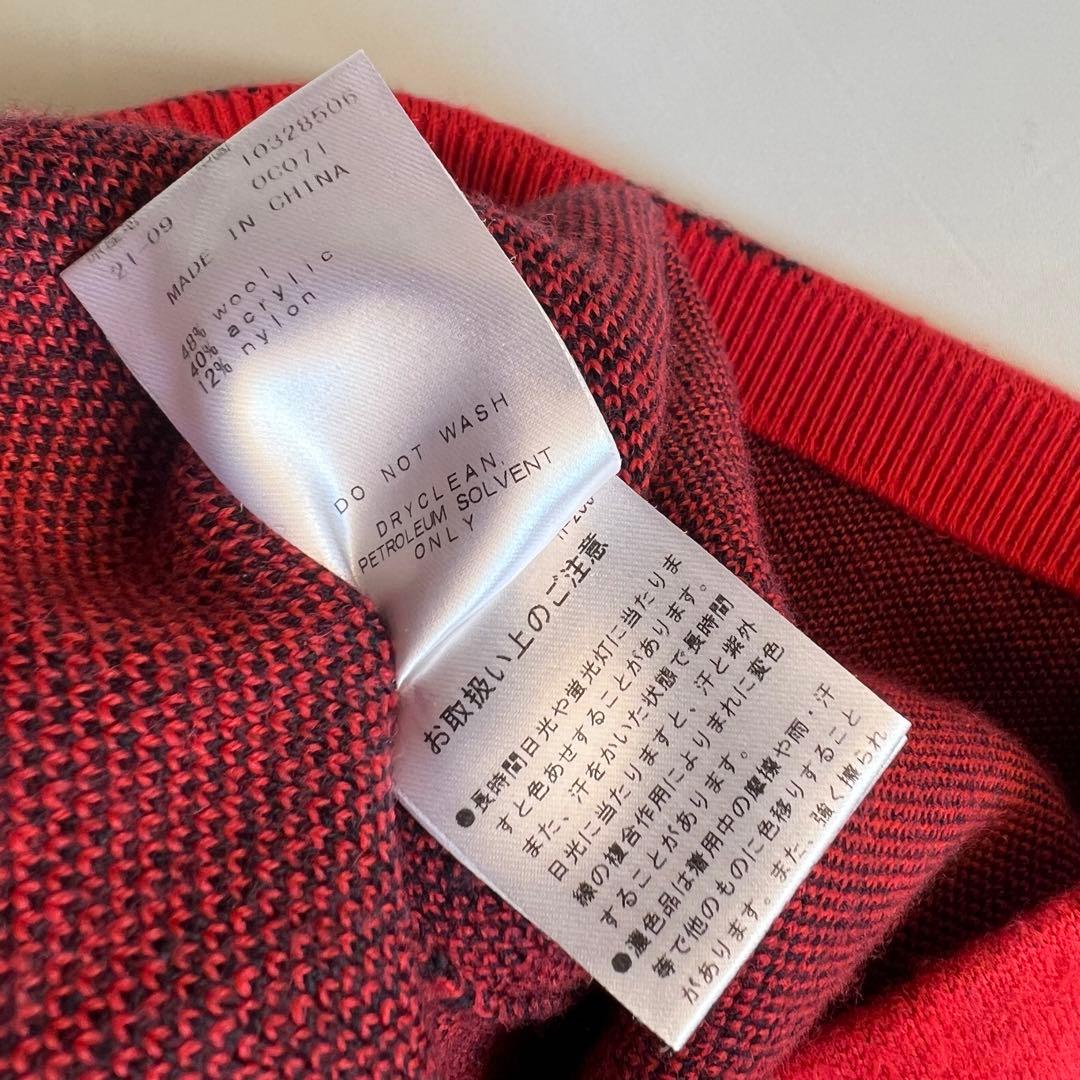 10328506
0C071
21 09
MADE IN CHINA
48% wool
40% acrylic
12% nylon
DO NOT WASH
DRYCLEAN,
PETROLEUM SOLVENT
ONLY
お取扱い上のご注意
●長時間日光や蛍光灯に当たりま
すと色あせすることがあります。
また、汗をかいた状態で長時間
日光に当たりますと、汗と紫外
線の複合作用によりまれに変色
することがあります。
●濃色品は着用中の摩擦や雨・汗
等で他のものに色移りすること
があります。また、強く擦られ